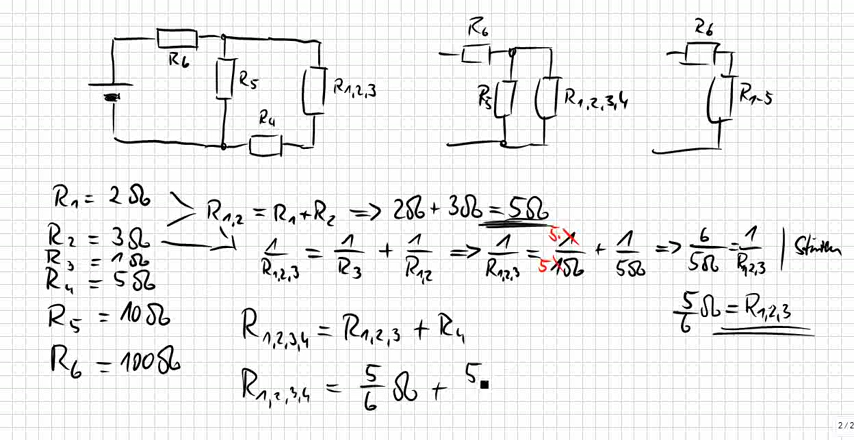 R6
R5
R1,2,3
R4
R6
R5
R1,2,3,4
R6
R1-5
R1 = 2Ω
R2 = 3Ω
R3 = 1Ω
R4 = 5Ω
R5 = 10Ω
R6 = 100Ω
R1,2 = R1 + R2 => 2Ω + 3Ω = 5Ω
1/R1,2,3 = 1/R3 + 1/R1,2 => 1/R1,2,3 = 5·1/5·1Ω + 1/5Ω => 6/5Ω = 1/R1,2,3 |
5/6 Ω = R1,2,3
R1,2,3,4 = R1,2,3 + R4
R1,2,3,4 = 5/6 Ω + 5
2 / 2